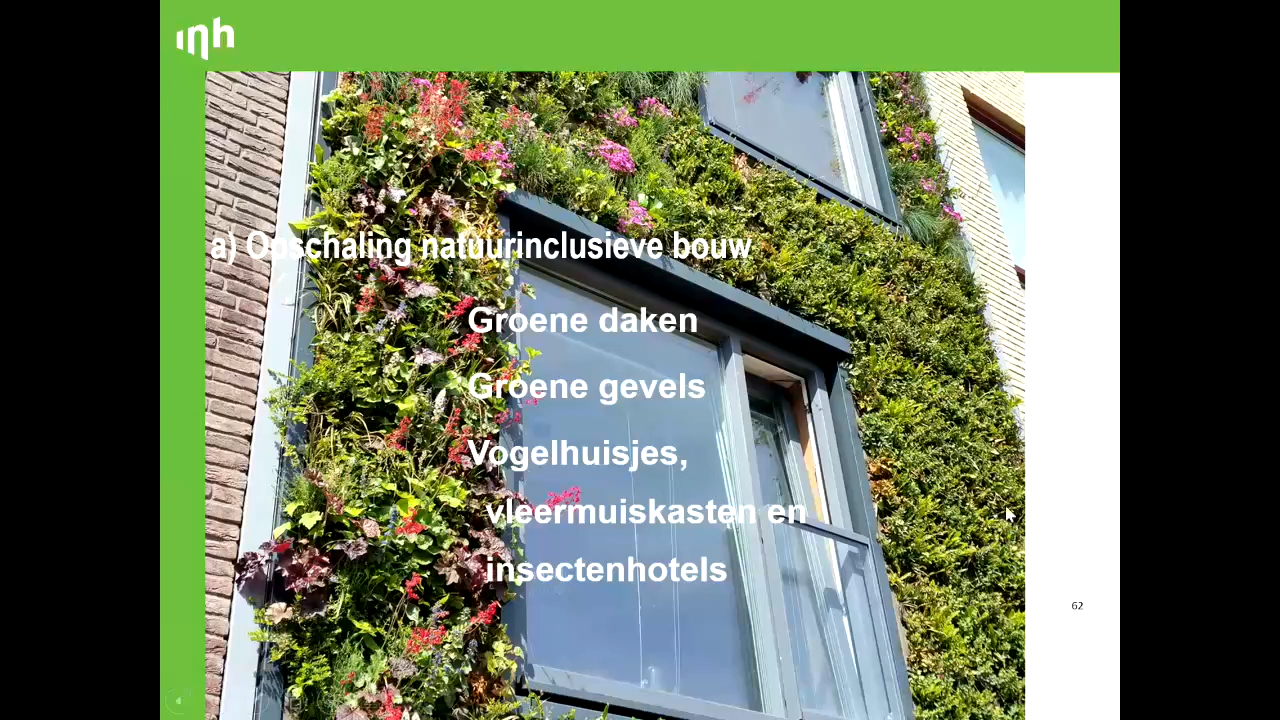 inh
a) Opschaling natuurinclusieve bouw
Groene daken
Groene gevels
Vogelhuisjes,
vleermuiskasten en
insectenhotels
62